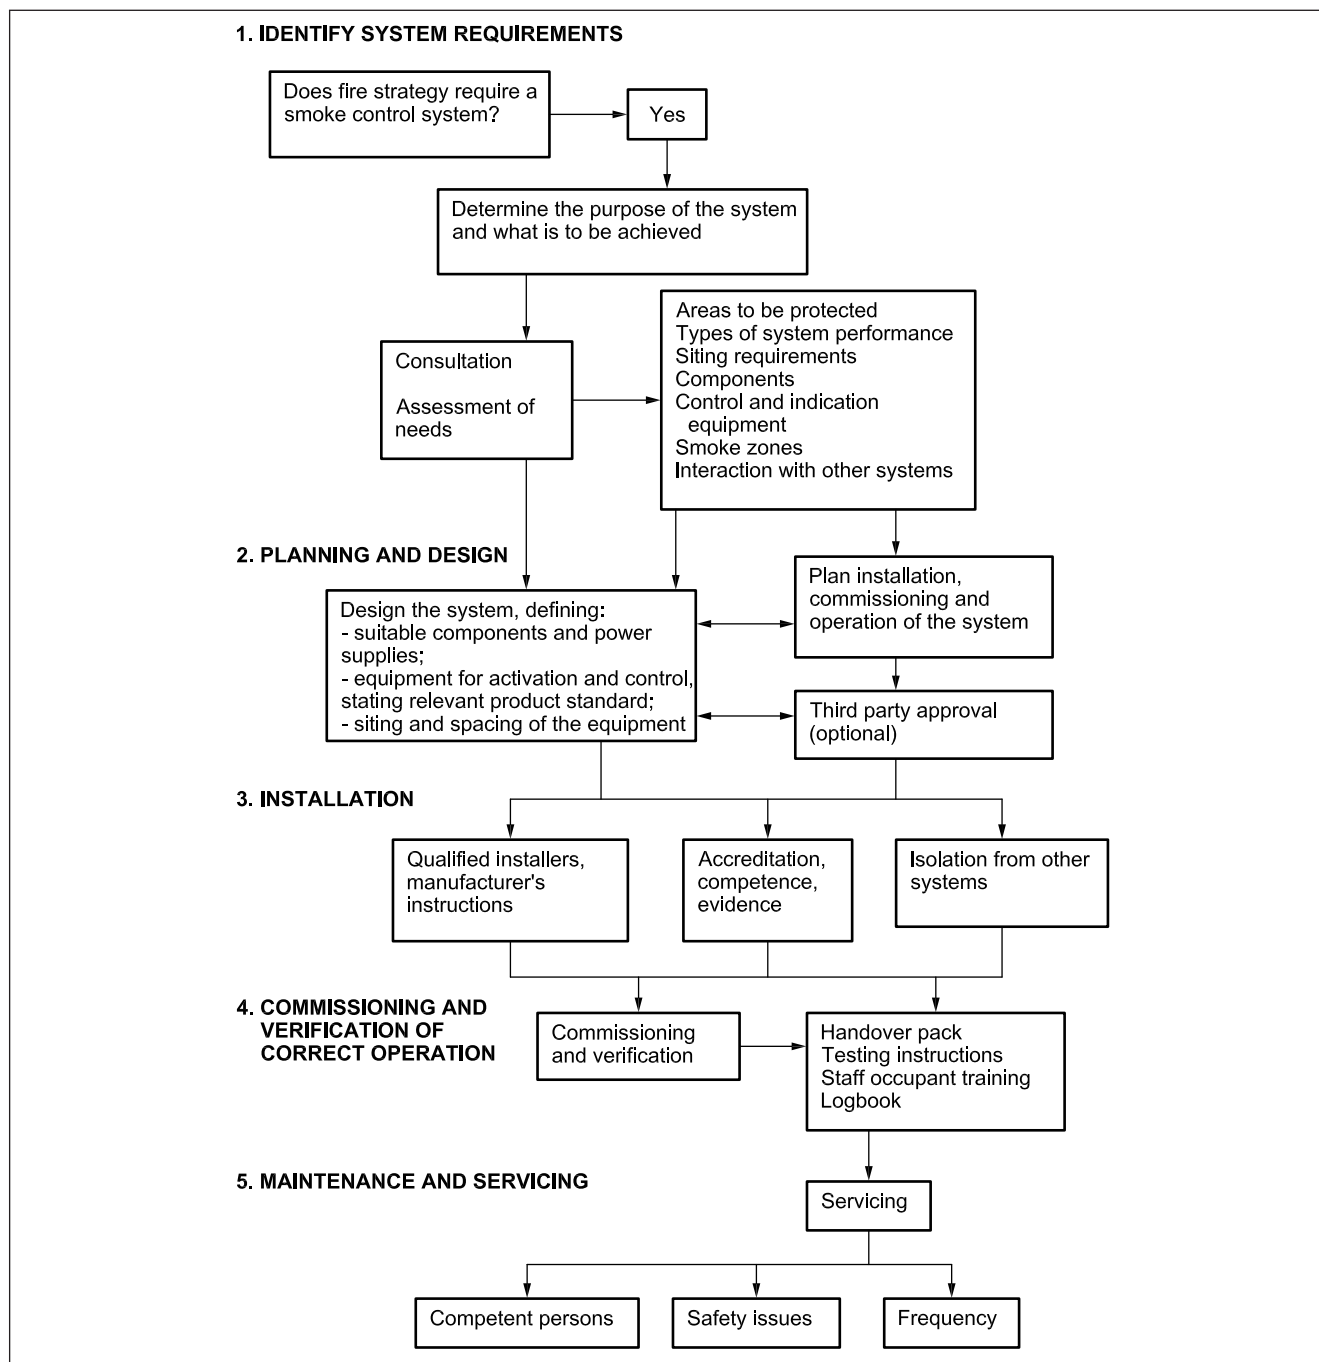 1. IDENTIFY SYSTEM REQUIREMENTS
Does fire strategy require a
smoke control system?
Yes
Determine the purpose of the system
and what is to be achieved
Consultation
Assessment of
needs
Areas to be protected
Types of system performance
Siting requirements
Components
Control and indication
equipment
Smoke zones
Interaction with other systems
2. PLANNING AND DESIGN
Design the system, defining:
- suitable components and power
supplies;
- equipment for activation and control,
stating relevant product standard;
- siting and spacing of the equipment
Plan installation,
commissioning and
operation of the system
Third party approval
(optional)
3. INSTALLATION
Qualified installers,
manufacturer's
instructions
Accreditation,
competence,
evidence
Isolation from other
systems
4. COMMISSIONING AND
VERIFICATION OF
CORRECT OPERATION
Commissioning
and verification
Handover pack
Testing instructions
Staff occupant training
Logbook
5. MAINTENANCE AND SERVICING
Servicing
Competent persons
Safety issues
Frequency